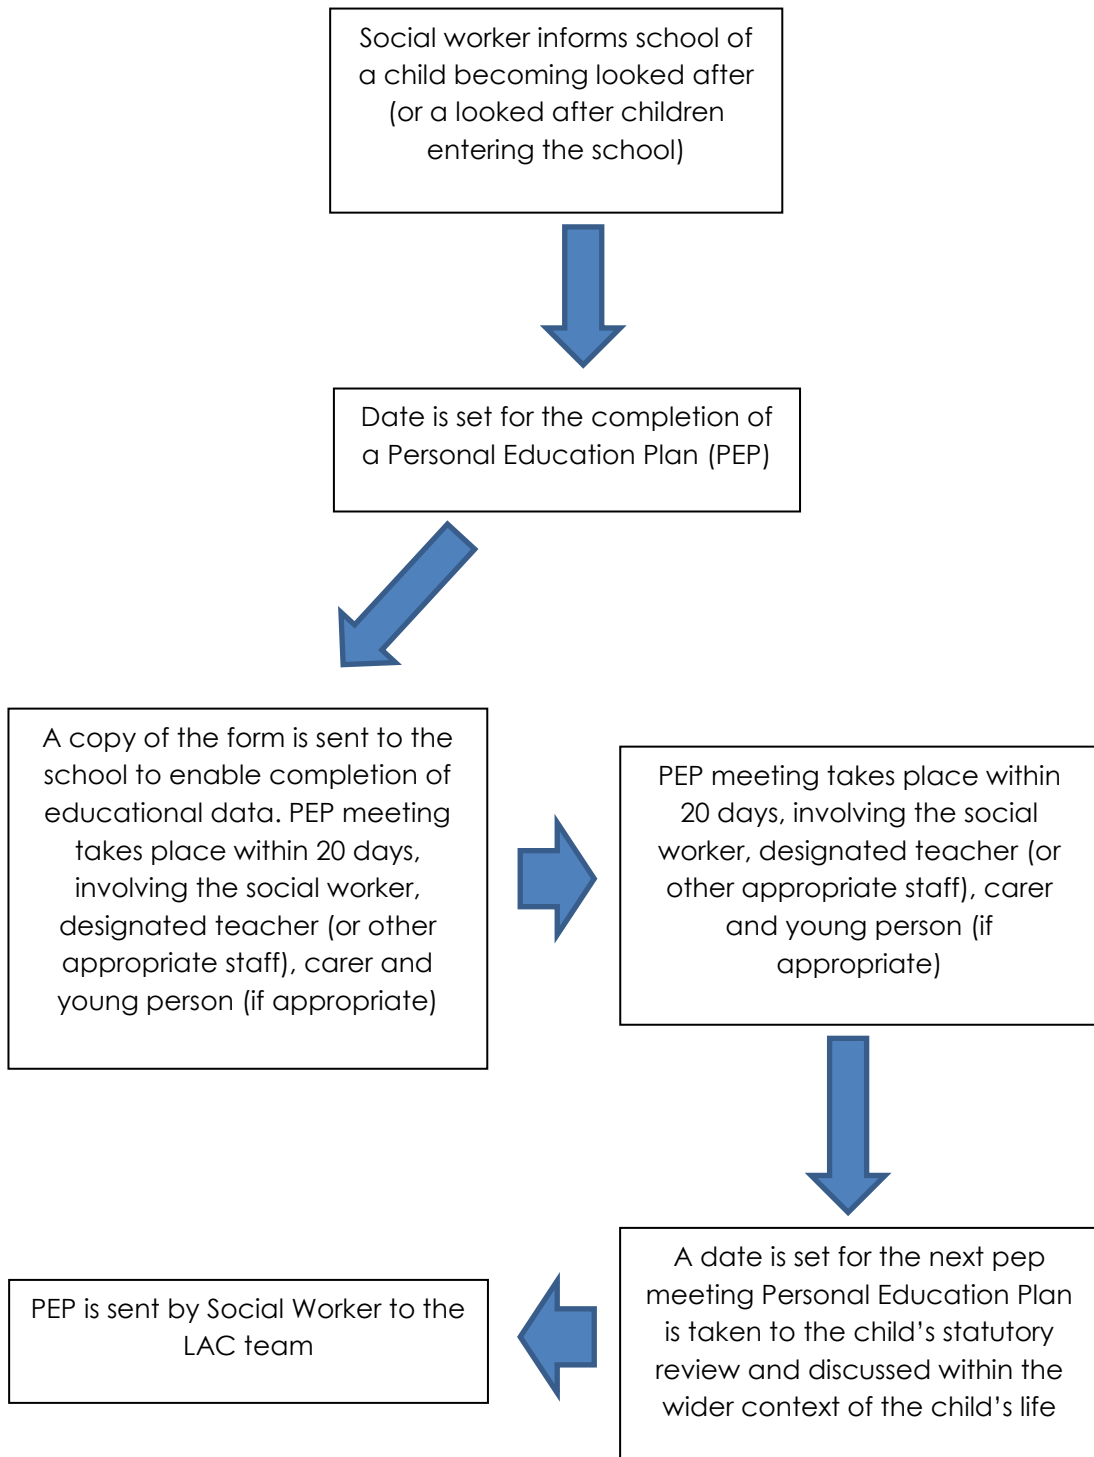 Social worker informs school of
a child becoming looked after
(or a looked after children
entering the school)
Date is set for the completion of
a Personal Education Plan (PEP)
A copy of the form is sent to the
school to enable completion of
educational data. PEP meeting
takes place within 20 days,
involving the social worker,
designated teacher (or other
appropriate staff), carer and
young person (if appropriate)
PEP meeting takes place within
20 days, involving the social
worker, designated teacher (or
other appropriate staff), carer
and young person (if
appropriate)
A date is set for the next pep
meeting Personal Education Plan
is taken to the child’s statutory
review and discussed within the
wider context of the child’s life
PEP is sent by Social Worker to the
LAC team